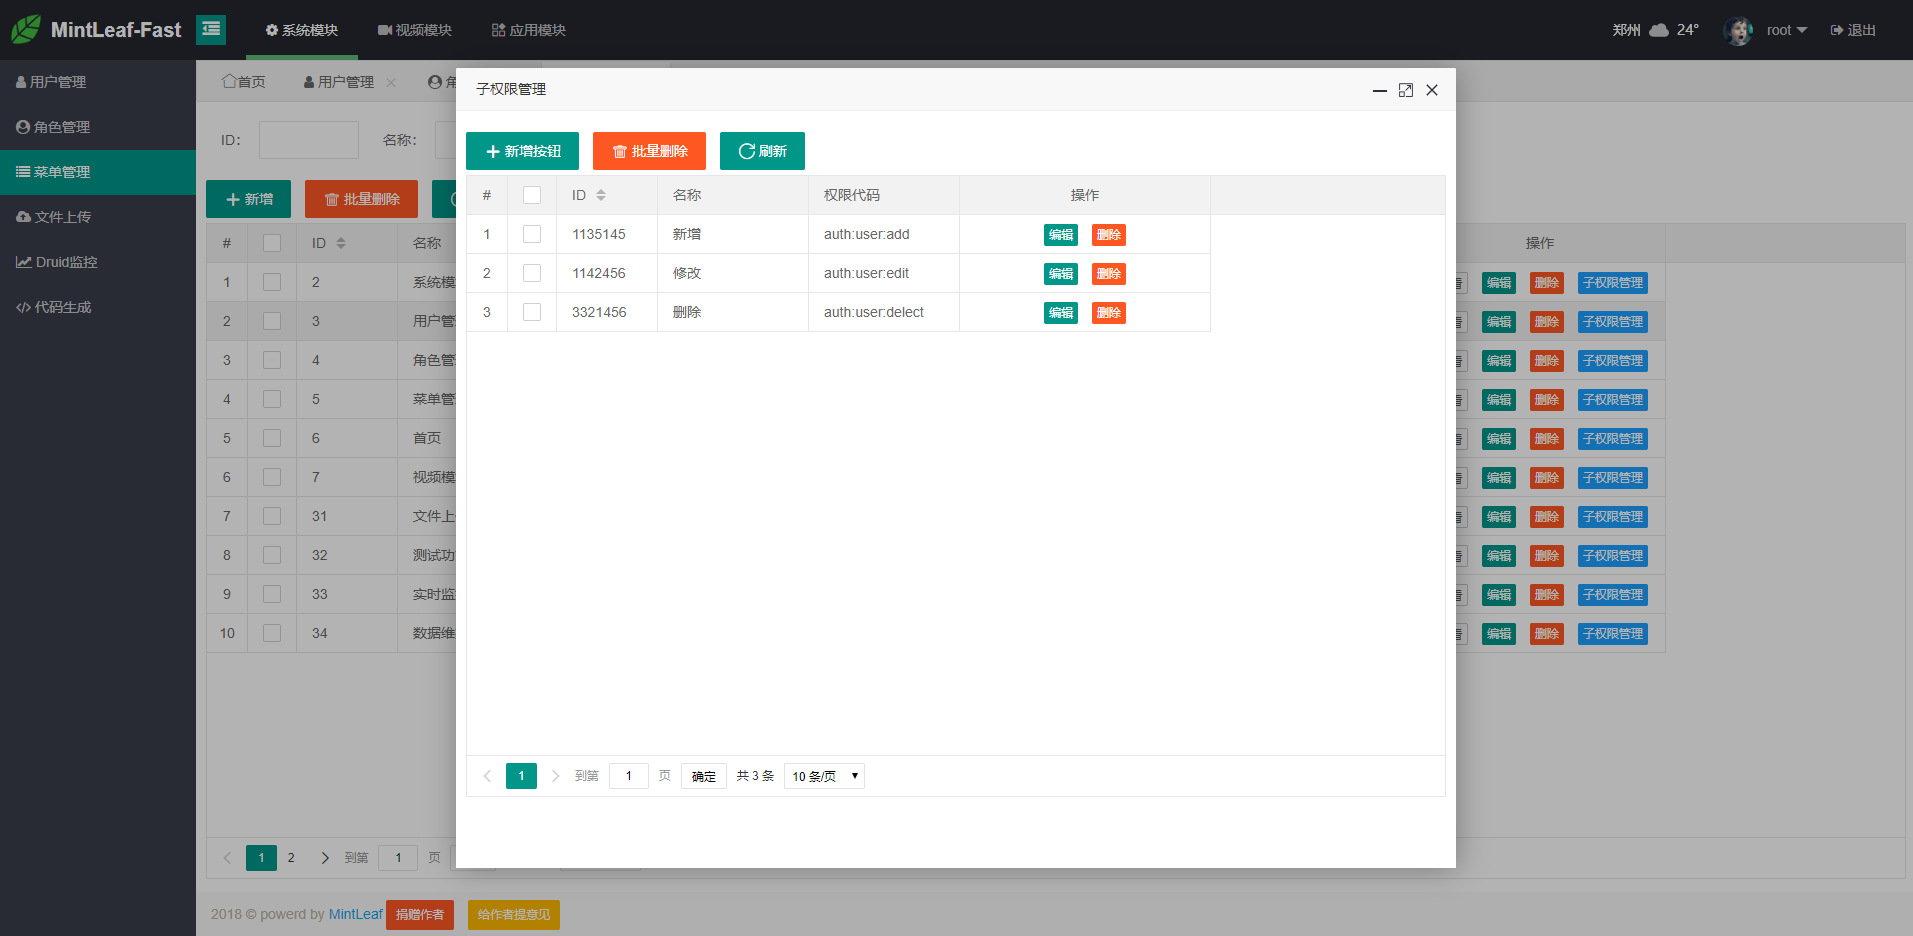 MintLeaf-Fast 系统模块 视频模块 应用模块 郑州 24° root 退出
用户管理
角色管理
菜单管理
文件上传
Druid监控
代码生成
首页 用户管理 角
ID: 名称:
新增 批量删除
# ID 名称 操作
1 2 系统模 编辑 删除 子权限管理
2 3 用户管 编辑 删除 子权限管理
3 4 角色管 编辑 删除 子权限管理
4 5 菜单管 编辑 删除 子权限管理
5 6 首页 编辑 删除 子权限管理
6 7 视频模 编辑 删除 子权限管理
7 31 文件上 编辑 删除 子权限管理
8 32 测试功 编辑 删除 子权限管理
9 33 实时监 编辑 删除 子权限管理
10 34 数据维 编辑 删除 子权限管理
1 2 到第 1 页
子权限管理
新增按钮 批量删除 刷新
# ID 名称 权限代码 操作
1 1135145 新增 auth:user:add 编辑 删除
2 1142456 修改 auth:user:edit 编辑 删除
3 3321456 删除 auth:user:delect 编辑 删除
1 到第 1 页 确定 共 3 条 10 条/页
2018 © powerd by MintLeaf 捐赠作者 给作者提意见